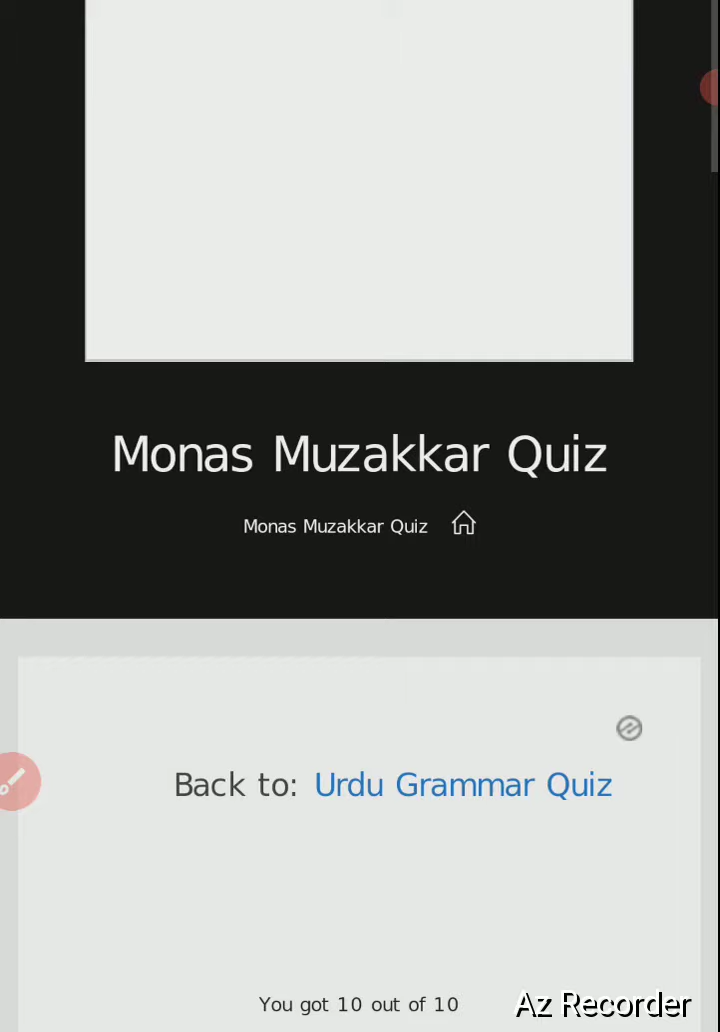 Monas Muzakkar Quiz
Monas Muzakkar Quiz
Back to: Urdu Grammar Quiz
You got 10 out of 10
Az Recorder